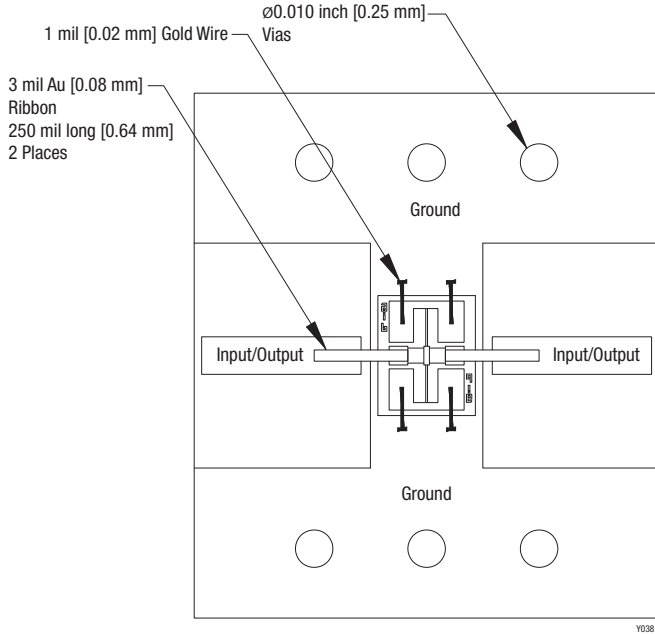 ø0.010 inch [0.25 mm]
Vias
1 mil [0.02 mm] Gold Wire
3 mil Au [0.08 mm]
Ribbon
250 mil long [0.64 mm]
2 Places
Ground
Input/Output
Input/Output
Ground
Y038